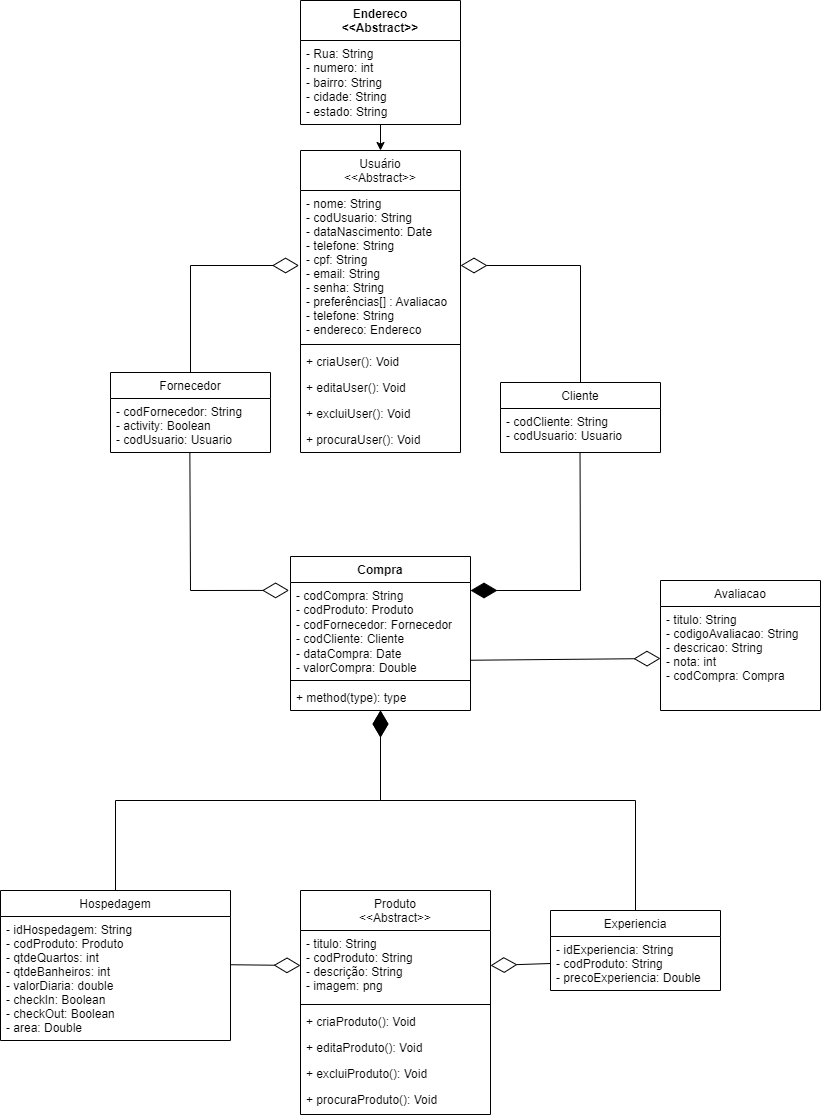 Endereco
<<Abstract>>
- Rua: String
- numero: int
- bairro: String
- cidade: String
- estado: String
Usuário
<<Abstract>>
- nome: String
- codUsuario: String
- dataNascimento: Date
- telefone: String
- cpf: String
- email: String
- senha: String
- preferências[] : Avaliacao
- telefone: String
- endereco: Endereco
+ criaUser(): Void
+ editaUser(): Void
+ excluiUser(): Void
+ procuraUser(): Void
Fornecedor
- codFornecedor: String
- activity: Boolean
- codUsuario: Usuario
Cliente
- codCliente: String
- codUsuario: Usuario
Compra
- codCompra: String
- codProduto: Produto
- codFornecedor: Fornecedor
- codCliente: Cliente
- dataCompra: Date
- valorCompra: Double
+ method(type): type
Avaliacao
- titulo: String
- codigoAvaliacao: String
- descricao: String
- nota: int
- codCompra: Compra
Hospedagem
- idHospedagem: String
- codProduto: Produto
- qtdeQuartos: int
- qtdeBanheiros: int
- valorDiaria: double
- checkIn: Boolean
- checkOut: Boolean
- area: Double
Produto
<<Abstract>>
- titulo: String
- codProduto: String
- descrição: String
- imagem: png
+ criaProduto(): Void
+ editaProduto(): Void
+ excluiProduto(): Void
+ procuraProduto(): Void
Experiencia
- idExperiencia: String
- codProduto: String
- precoExperiencia: Double